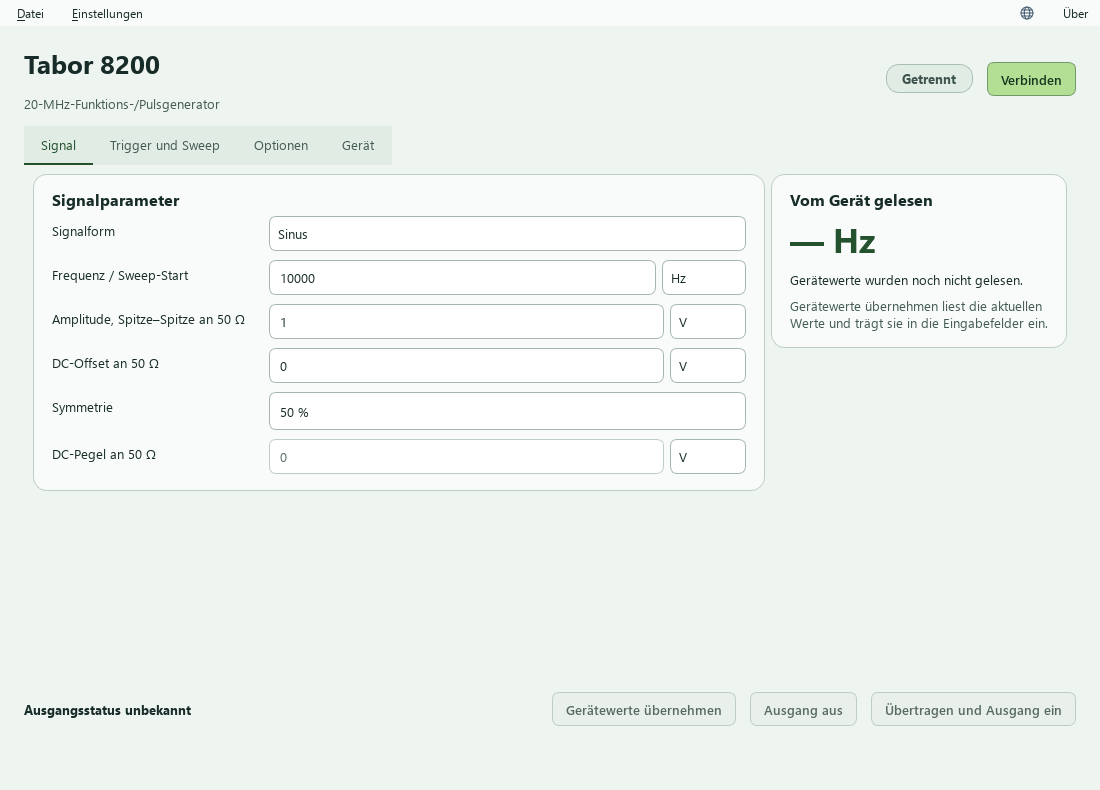 Datei Einstellungen Über
Tabor 8200
Getrennt Verbinden
20-MHz-Funktions-/Pulsgenerator
Signal Trigger und Sweep Optionen Gerät
Signalparameter
Signalform Sinus
Frequenz / Sweep-Start 10000 Hz
Amplitude, Spitze–Spitze an 50 Ω 1 V
DC-Offset an 50 Ω 0 V
Symmetrie 50 %
DC-Pegel an 50 Ω 0 V
Vom Gerät gelesen
— Hz
Gerätewerte wurden noch nicht gelesen.
Gerätewerte übernehmen liest die aktuellen
Werte und trägt sie in die Eingabefelder ein.
Ausgangsstatus unbekannt Gerätewerte übernehmen Ausgang aus Übertragen und Ausgang ein